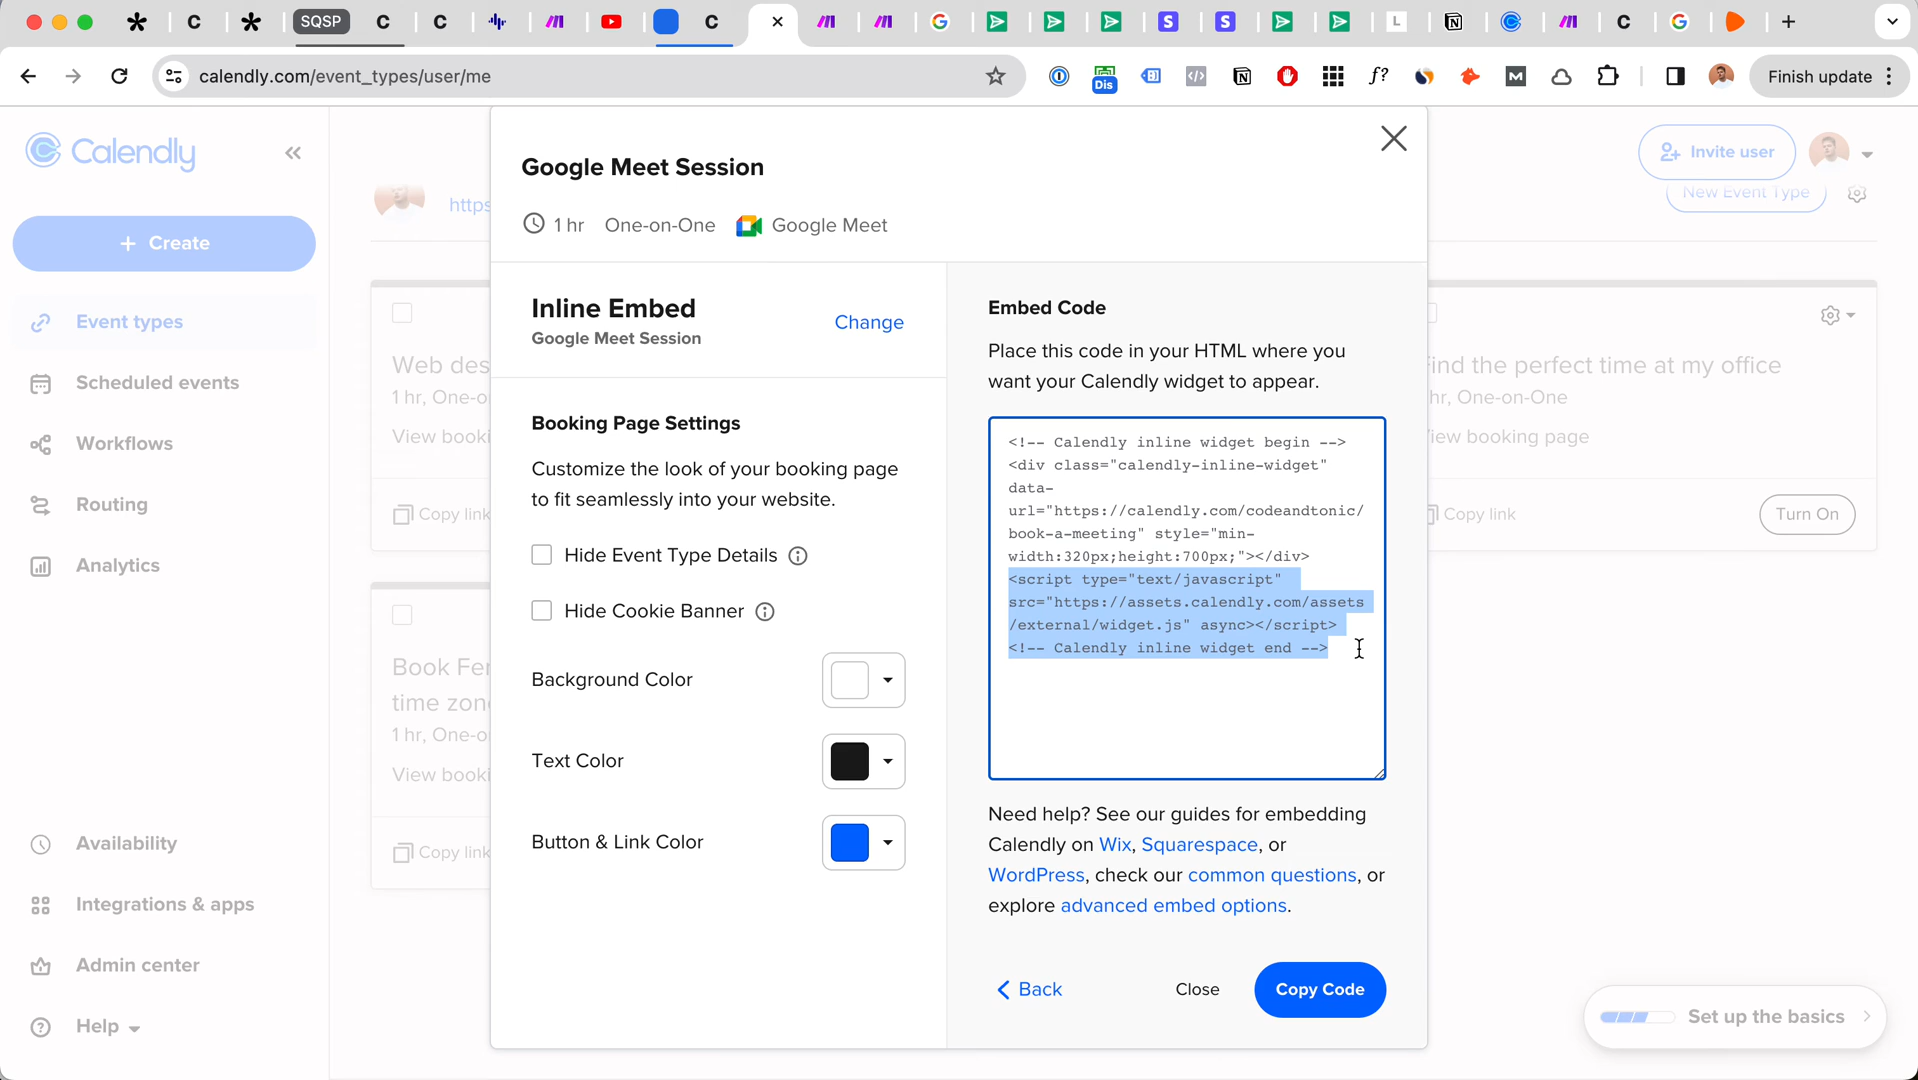 SQSP
calendly.com/event_types/user/me
Dis
Finish update
Calendly
Create
Event types
Scheduled events
Workflows
Routing
Analytics
Availability
Integrations & apps
Admin center
Help
https
Invite user
New Event Type
Web des
1 hr, One-o
View booki
Copy link
Book Fer
time zon
1 hr, One-o
View booki
Copy link
ind the perfect time at my office
hr, One-on-One
iew booking page
Copy link
Turn On
Set up the basics
Google Meet Session
1 hr One-on-One Google Meet
Inline Embed
Google Meet Session
Change
Booking Page Settings
Customize the look of your booking page
to fit seamlessly into your website.
Hide Event Type Details
Hide Cookie Banner
Background Color
Text Color
Button & Link Color
Embed Code
Place this code in your HTML where you
want your Calendly widget to appear.
<!-- Calendly inline widget begin -->
<div class="calendly-inline-widget"
data-
url="https://calendly.com/codeandtonic/
book-a-meeting" style="min-
width:320px;height:700px;"></div>
<script type="text/javascript"
src="https://assets.calendly.com/assets
/external/widget.js" async></script>
<!-- Calendly inline widget end -->
Need help? See our guides for embedding
Calendly on Wix, Squarespace, or
WordPress, check our common questions, or
explore advanced embed options.
Back
Close
Copy Code